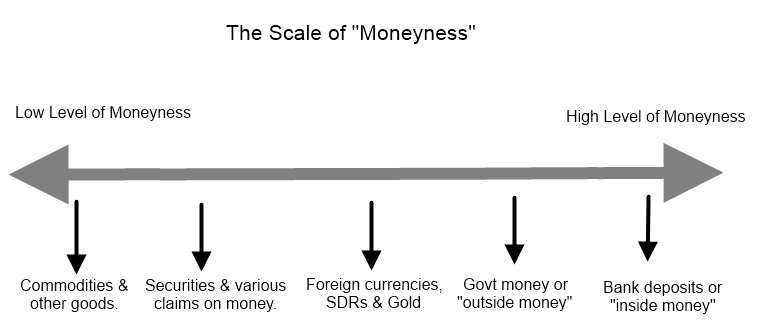 The Scale of "Moneyness"
Low Level of Moneyness
High Level of Moneyness
Commodities &
other goods.
Securities & various
claims on money.
Foreign currencies,
SDRs & Gold
Govt money or
"outside money"
Bank deposits or
"inside money"